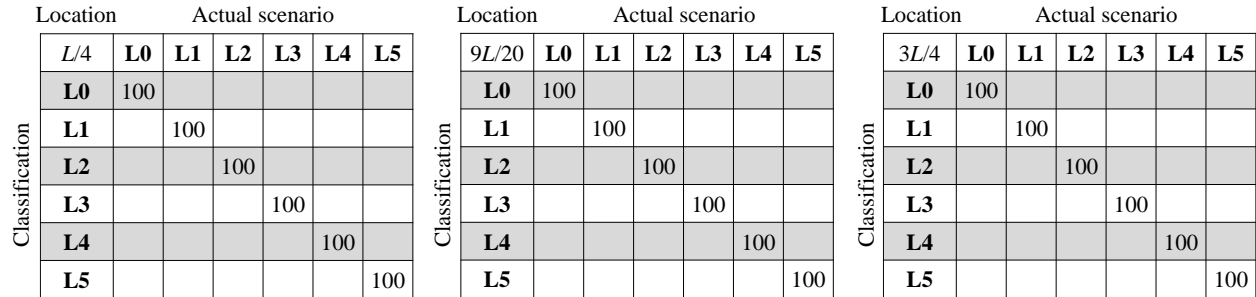 Location Actual scenario
L/4 L0 L1 L2 L3 L4 L5
L0 100
L1 100
L2 100
L3 100
L4 100
L5 100
Classification
Location Actual scenario
9L/20 L0 L1 L2 L3 L4 L5
L0 100
L1 100
L2 100
L3 100
L4 100
L5 100
Classification
Location Actual scenario
3L/4 L0 L1 L2 L3 L4 L5
L0 100
L1 100
L2 100
L3 100
L4 100
L5 100
Classification